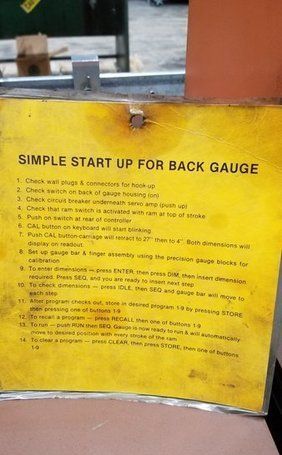 SIMPLE START UP FOR BACK GAUGE
1. Check wall plugs & connectors for hook-up
2. Check switch on back of gauge housing (on)
3. Check circuit breaker underneath servo amp (push up)
4. Check that ram switch is activated with ram at top of stroke
5. Push on switch at rear of controller
6. CAL button on keyboard will start blinking
7. Push CAL button-carriage will retract to 27" then to 4". Both dimensions will
display on readout.
8. Set up gauge bar & finger assembly using the precision gauge blocks for
calibration
9. To enter dimensions — press ENTER, then press DIM, then insert dimension
required. Press SEQ, and you are ready to insert next step
10. To check dimensions — press IDLE, then SEQ and gauge bar will move to
each step
11. After program checks out, store in desired program 1-9 by pressing STORE
then pressing one of buttons 1-9
12. To recall a program — press RECALL then one of buttons 1-9
13. To run — push RUN then SEQ. Gauge is now ready to run & will automatically
move to desired position with every stroke of the ram
14. To clear a program — press CLEAR, then press STORE, then one of buttons
1-9